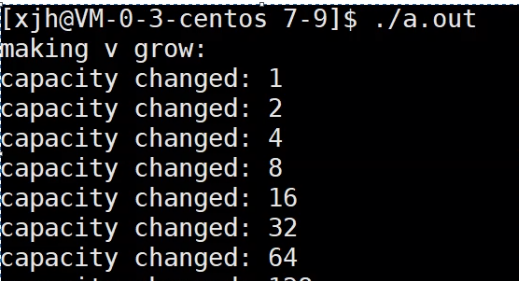 [xjh@VM-0-3-centos 7-9]$ ./a.out
making v grow:
capacity changed: 1
capacity changed: 2
capacity changed: 4
capacity changed: 8
capacity changed: 16
capacity changed: 32
capacity changed: 64